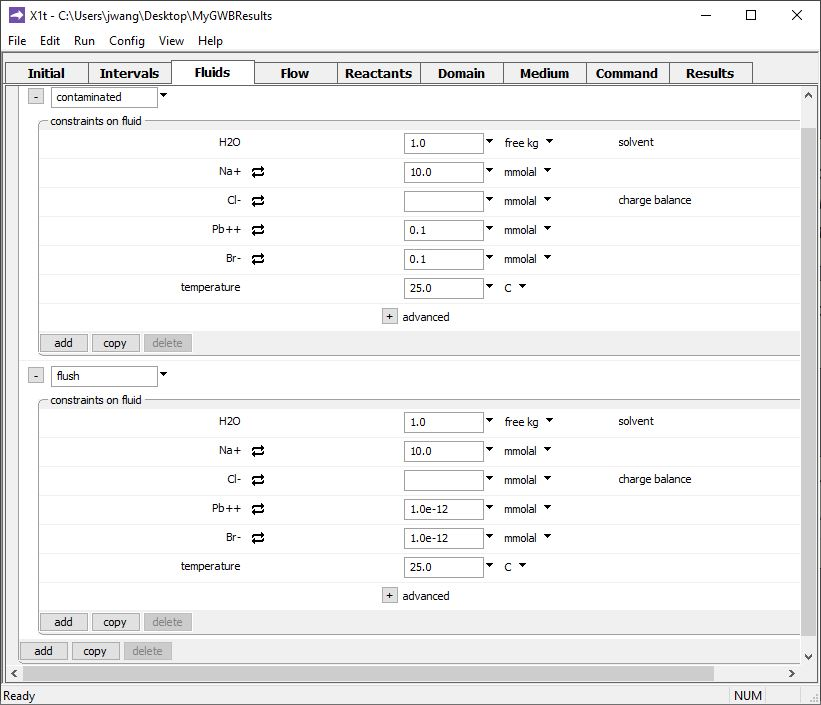 X1t - C:\Users\jwang\Desktop\MyGWBResults
File Edit Run Config View Help
Initial Intervals Fluids Flow Reactants Domain Medium Command Results
- contaminated
constraints on fluid
H2O 1.0 free kg solvent
Na+ 10.0 mmolal
Cl- mmolal charge balance
Pb++ 0.1 mmolal
Br- 0.1 mmolal
temperature 25.0 C
+ advanced
add copy delete
- flush
constraints on fluid
H2O 1.0 free kg solvent
Na+ 10.0 mmolal
Cl- mmolal charge balance
Pb++ 1.0e-12 mmolal
Br- 1.0e-12 mmolal
temperature 25.0 C
+ advanced
add copy delete
add copy delete
Ready NUM